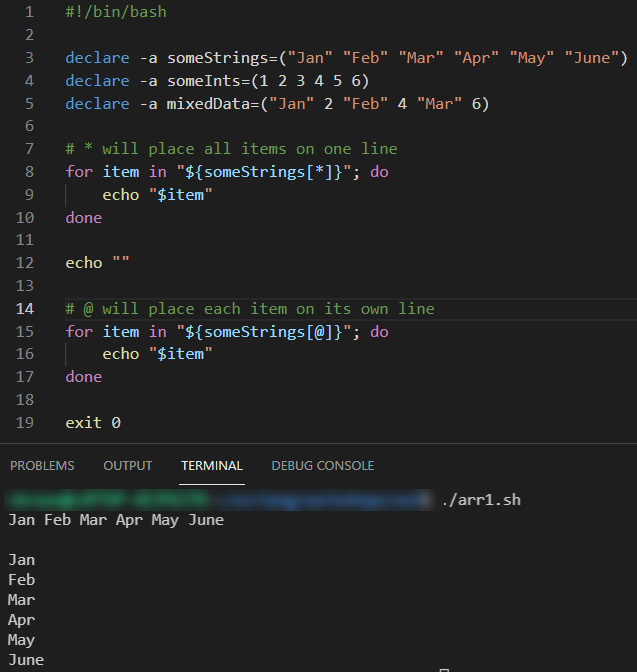 1 #!/bin/bash
2
3 declare -a someStrings=("Jan" "Feb" "Mar" "Apr" "May" "June")
4 declare -a someInts=(1 2 3 4 5 6)
5 declare -a mixedData=("Jan" 2 "Feb" 4 "Mar" 6)
6
7 # * will place all items on one line
8 for item in "${someStrings[*]}"; do
9     echo "$item"
10 done
11
12 echo ""
13
14 # @ will place each item on its own line
15 for item in "${someStrings[@]}"; do
16     echo "$item"
17 done
18
19 exit 0
PROBLEMS OUTPUT TERMINAL DEBUG CONSOLE
./arr1.sh
Jan Feb Mar Apr May June

Jan
Feb
Mar
Apr
May
June